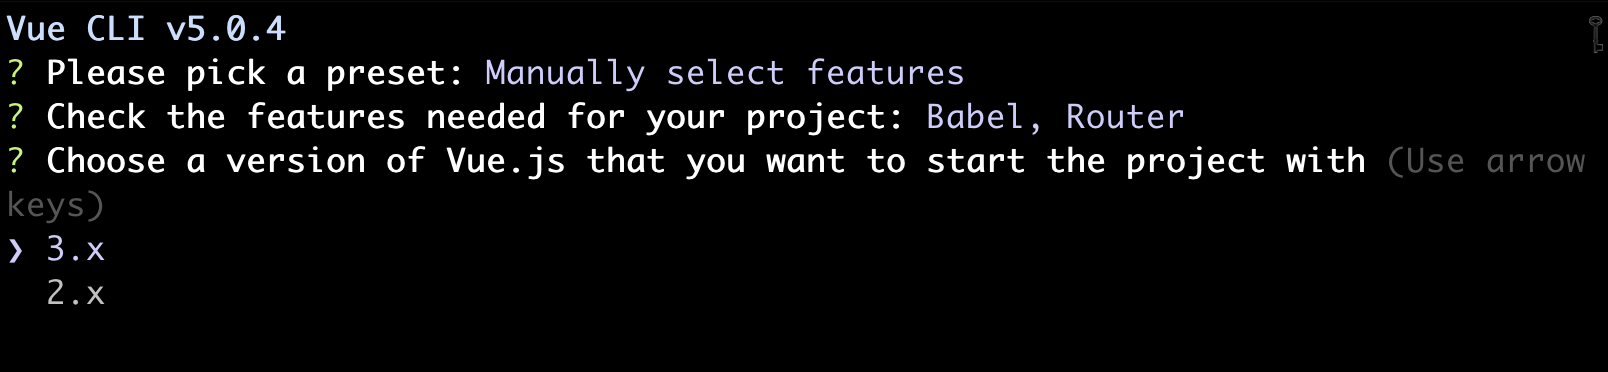 Vue CLI v5.0.4
? Please pick a preset: Manually select features
? Check the features needed for your project: Babel, Router
? Choose a version of Vue.js that you want to start the project with (Use arrow
keys)
❯ 3.x
  2.x